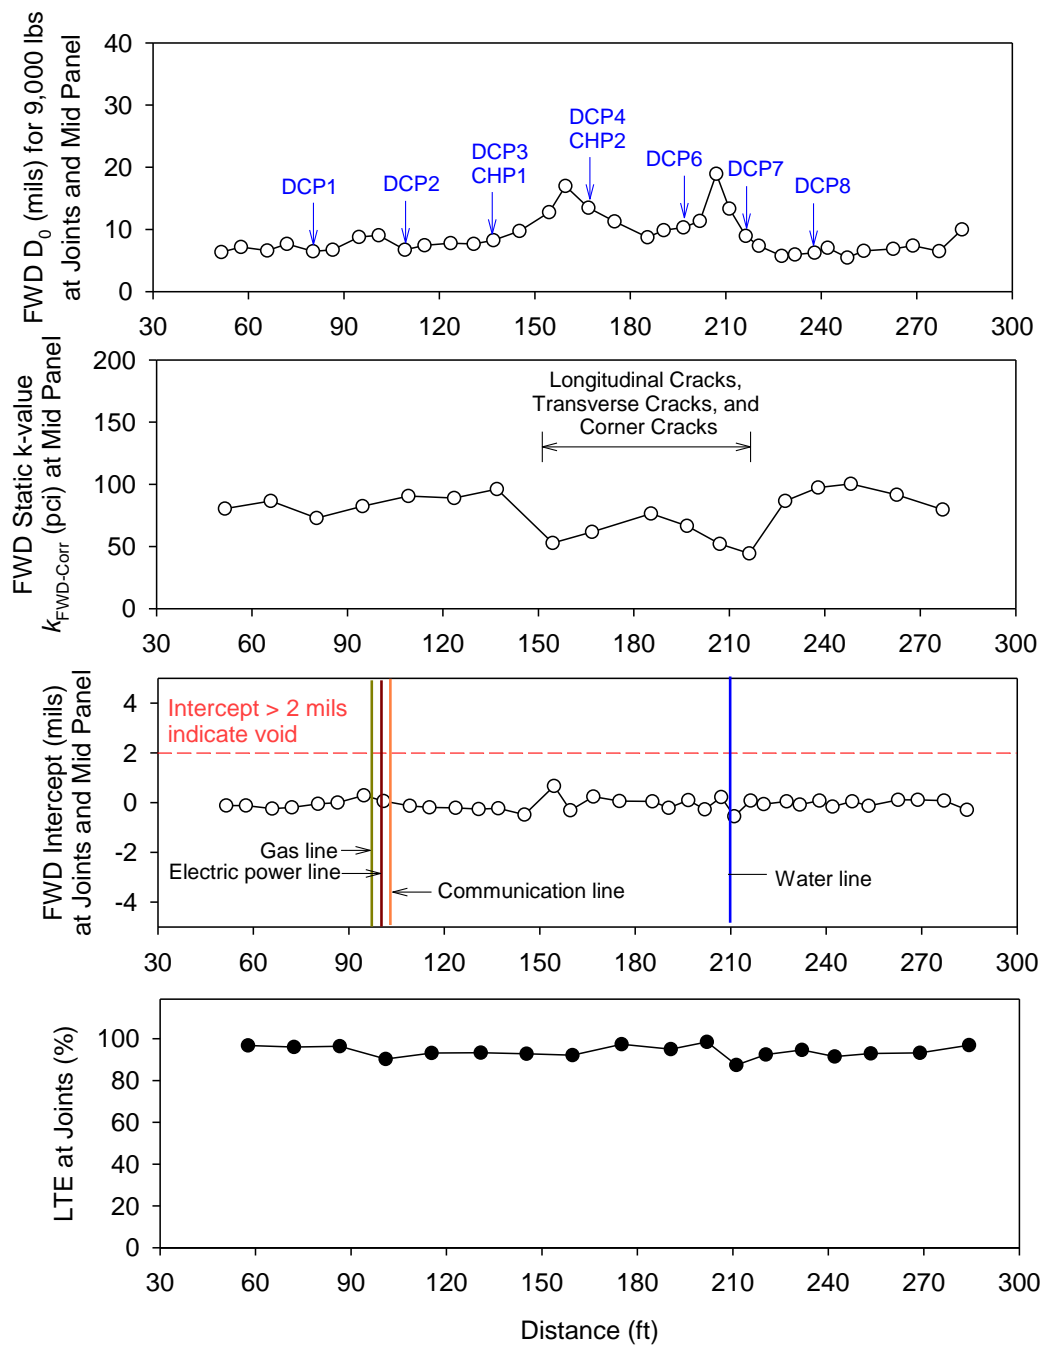 FWD D0 (mils) for 9,000 lbs
at Joints and Mid Panel
40
30
20
10
0
DCP1
DCP2
DCP3
CHP1
DCP4
CHP2
DCP6
DCP7
DCP8
30 60 90 120 150 180 210 240 270 300
FWD Static k-value
kFWD-Corr (pci) at Mid Panel
200
150
100
50
0
Longitudinal Cracks,
Transverse Cracks, and
Corner Cracks
30 60 90 120 150 180 210 240 270 300
FWD Intercept (mils)
at Joints and Mid Panel
4
2
0
-2
-4
Intercept > 2 mils
indicate void
Gas line
Electric power line
Communication line
Water line
30 60 90 120 150 180 210 240 270 300
LTE at Joints (%)
100
80
60
40
20
0
30 60 90 120 150 180 210 240 270 300
Distance (ft)